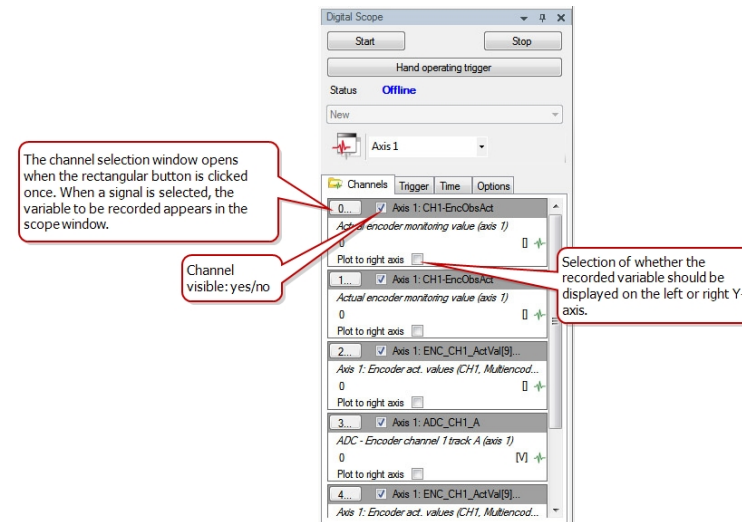 Digital Scope
Start Stop
Hand operating trigger
Status Offline
New
Axis 1
Channels Trigger Time Options
The channel selection window opens
when the rectangular button is clicked
once. When a signal is selected, the
variable to be recorded appears in the
scope window.
Channel
visible: yes/no
0... Axis 1: CH1-EncObsAct
Actual encoder monitoring value (axis 1)
0 []
Plot to right axis
Selection of whether the
recorded variable should be
displayed on the left or right Y-
axis.
1... Axis 1: CH1-EncObsAct
Actual encoder monitoring value (axis 1)
0 []
Plot to right axis
2... Axis 1: ENC_CH1_ActVal[9]...
Axis 1: Encoder act. values (CH1, Multiencod...
0 []
Plot to right axis
3... Axis 1: ADC_CH1_A
ADC - Encoder channel 1 track A (axis 1)
0 [V]
Plot to right axis
4... Axis 1: ENC_CH1_ActVal[9]...
Axis 1: Encoder act. values (CH1, Multiencod...